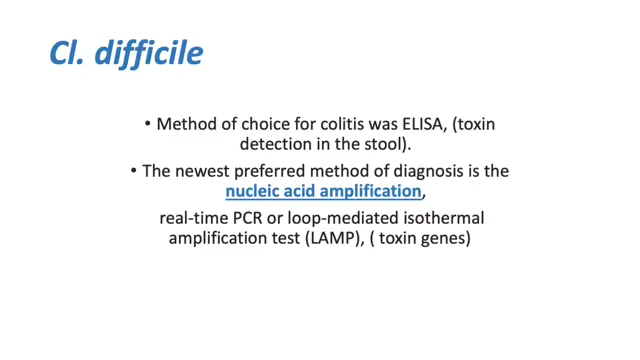 Cl. difficile
• Method of choice for colitis was ELISA, (toxin
detection in the stool).
• The newest preferred method of diagnosis is the
nucleic acid amplification,
real-time PCR or loop-mediated isothermal
amplification test (LAMP), ( toxin genes)